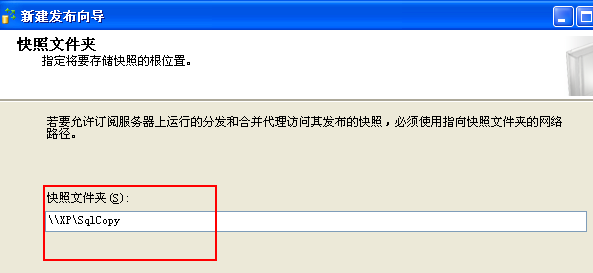 新建发布向导
快照文件夹
指定将要存储快照的根位置。
若要允许订阅服务器上运行的分发和合并代理访问其发布的快照，必须使用指向快照文件夹的网络
路径。
快照文件夹(S):
\\XP\SqlCopy